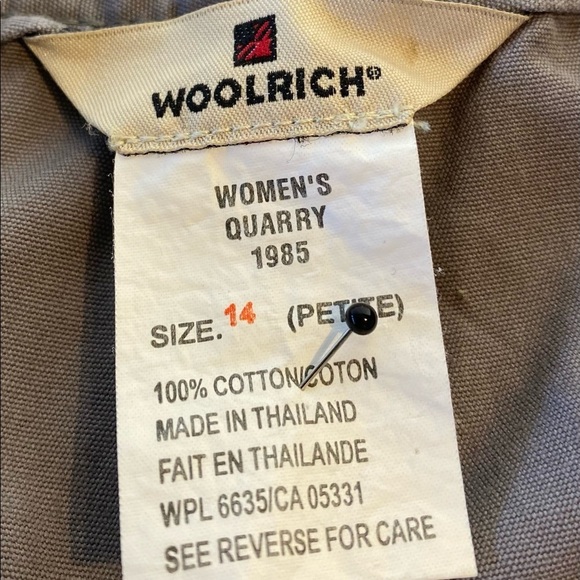 WOOLRICH®
WOMEN'S
QUARRY
1985
SIZE. 14 (PETITE)
100% COTTON/COTON
MADE IN THAILAND
FAIT EN THAILANDE
WPL 6635/CA 05331
SEE REVERSE FOR CARE